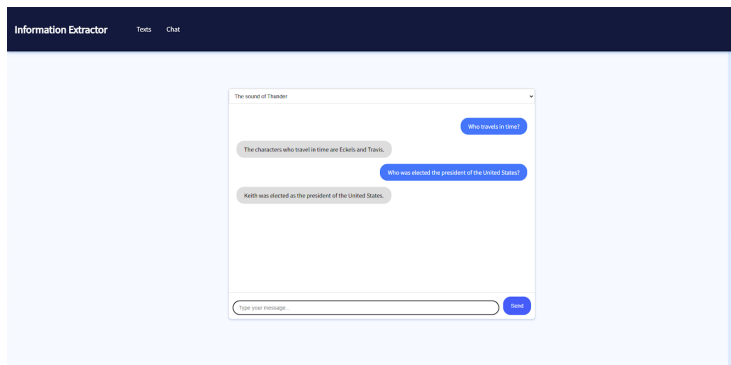 Information Extractor Texts Chat
The sound of Thunder
Who travels in time?
The characters who travel in time are Eckels and Travis.
Who was elected the president of the United States?
Keith was elected as the president of the United States.
Type your message...
Send